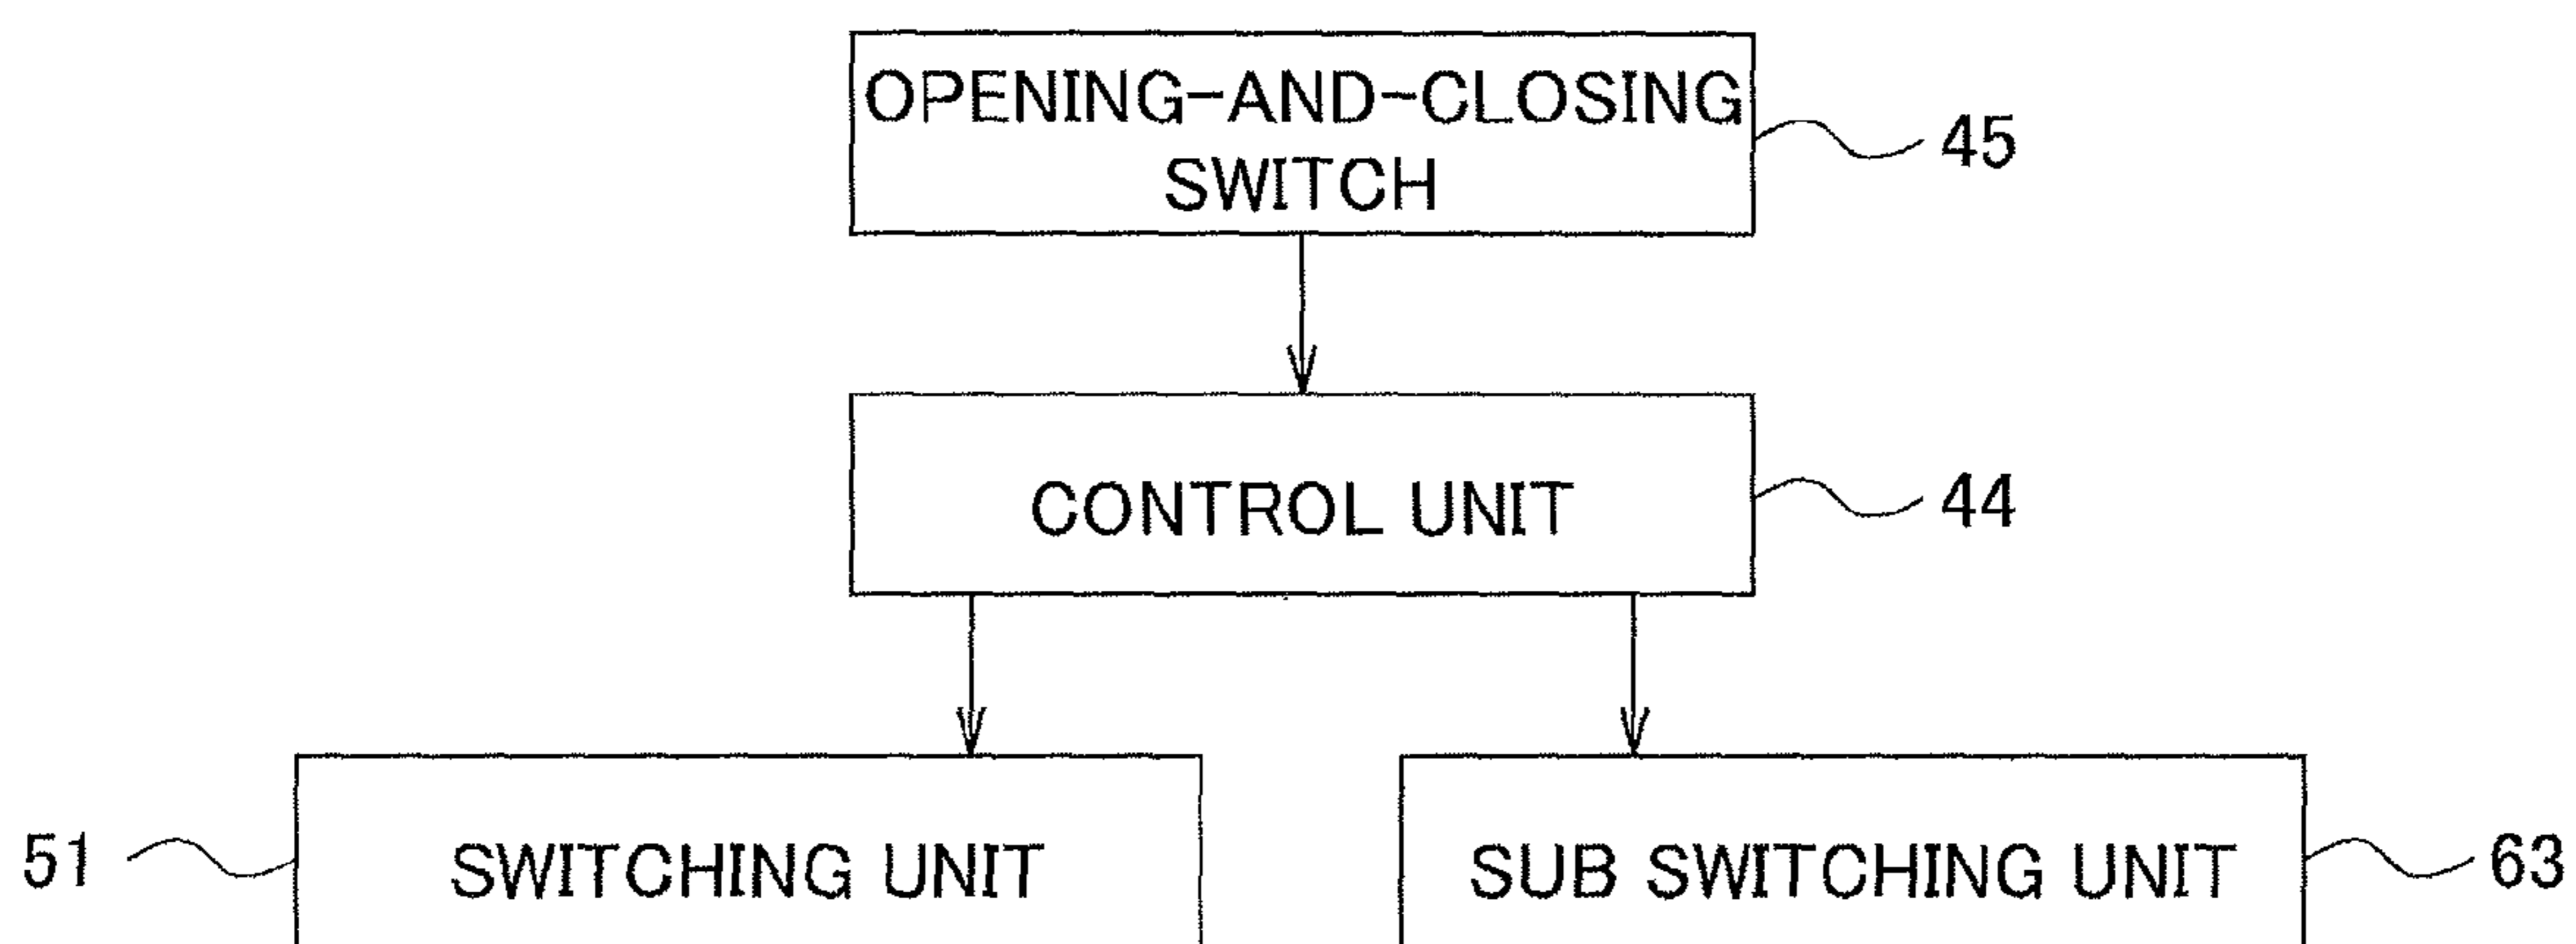 OPENING-AND-CLOSING
SWITCH
45
CONTROL UNIT
44
51
SWITCHING UNIT
SUB SWITCHING UNIT
63